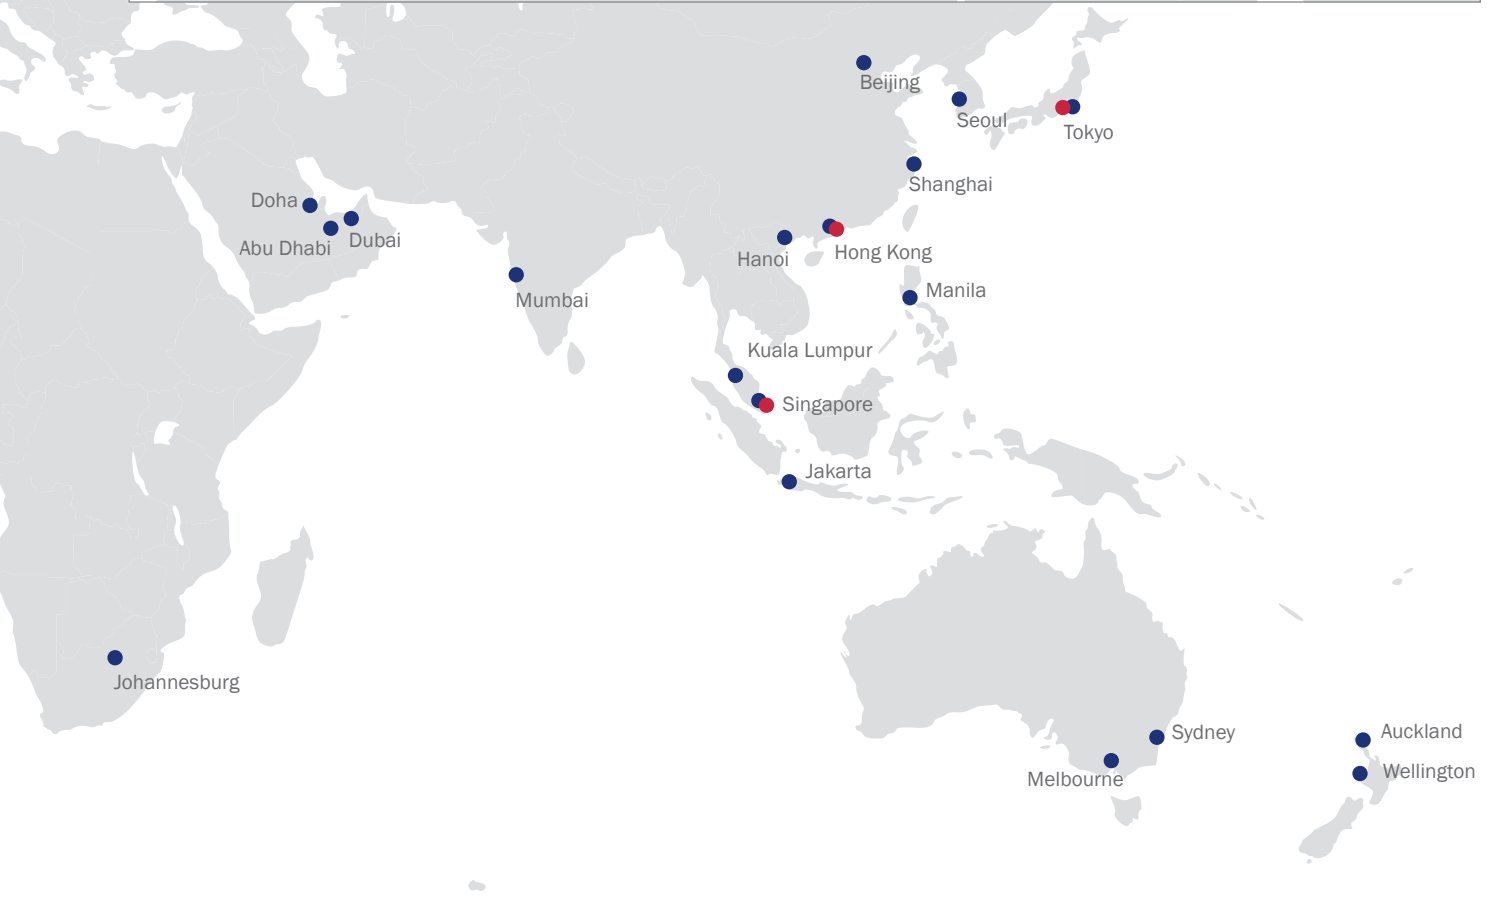 Beijing
Seoul
Tokyo
Shanghai
Doha
Abu Dhabi
Dubai
Hanoi
Hong Kong
Mumbai
Manila
Kuala Lumpur
Singapore
Jakarta
Johannesburg
Sydney
Auckland
Melbourne
Wellington